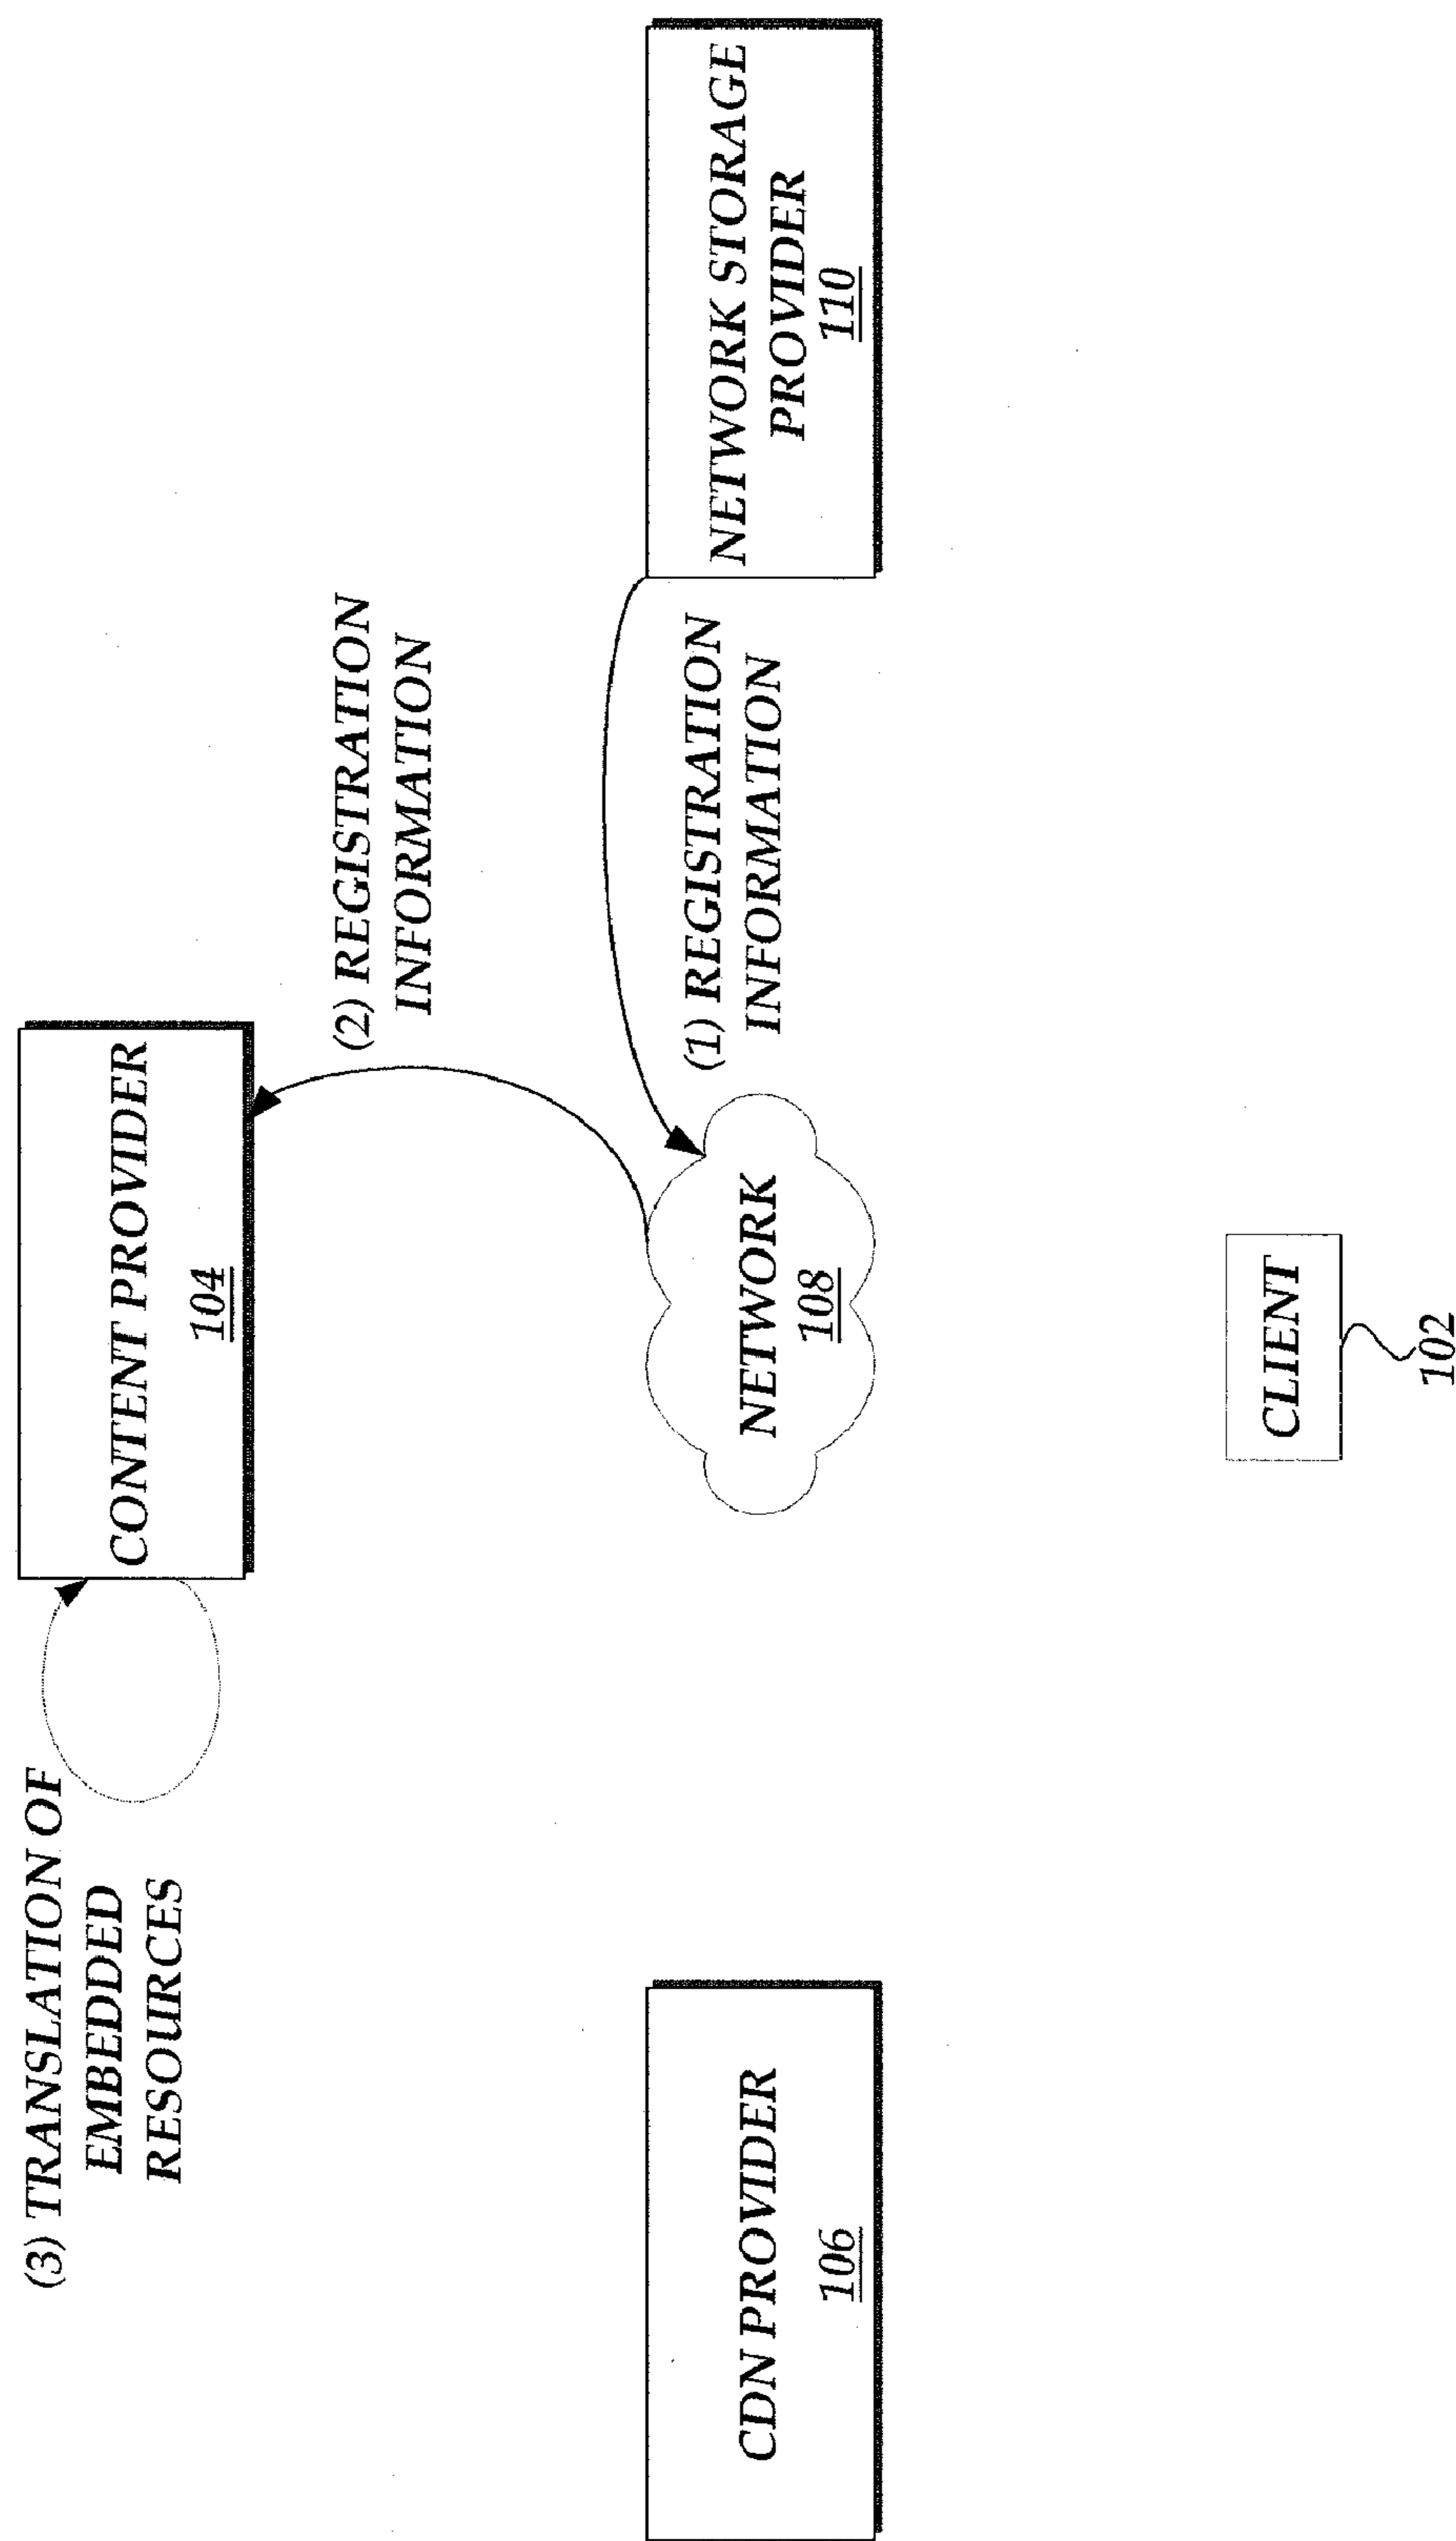 (3) TRANSLATION OF
EMBEDDED
RESOURCES
CONTENT PROVIDER
104
(2) REGISTRATION
INFORMATION
CDN PROVIDER
106
NETWORK
108
(1) REGISTRATION
INFORMATION
NETWORK STORAGE
PROVIDER
110
CLIENT
102